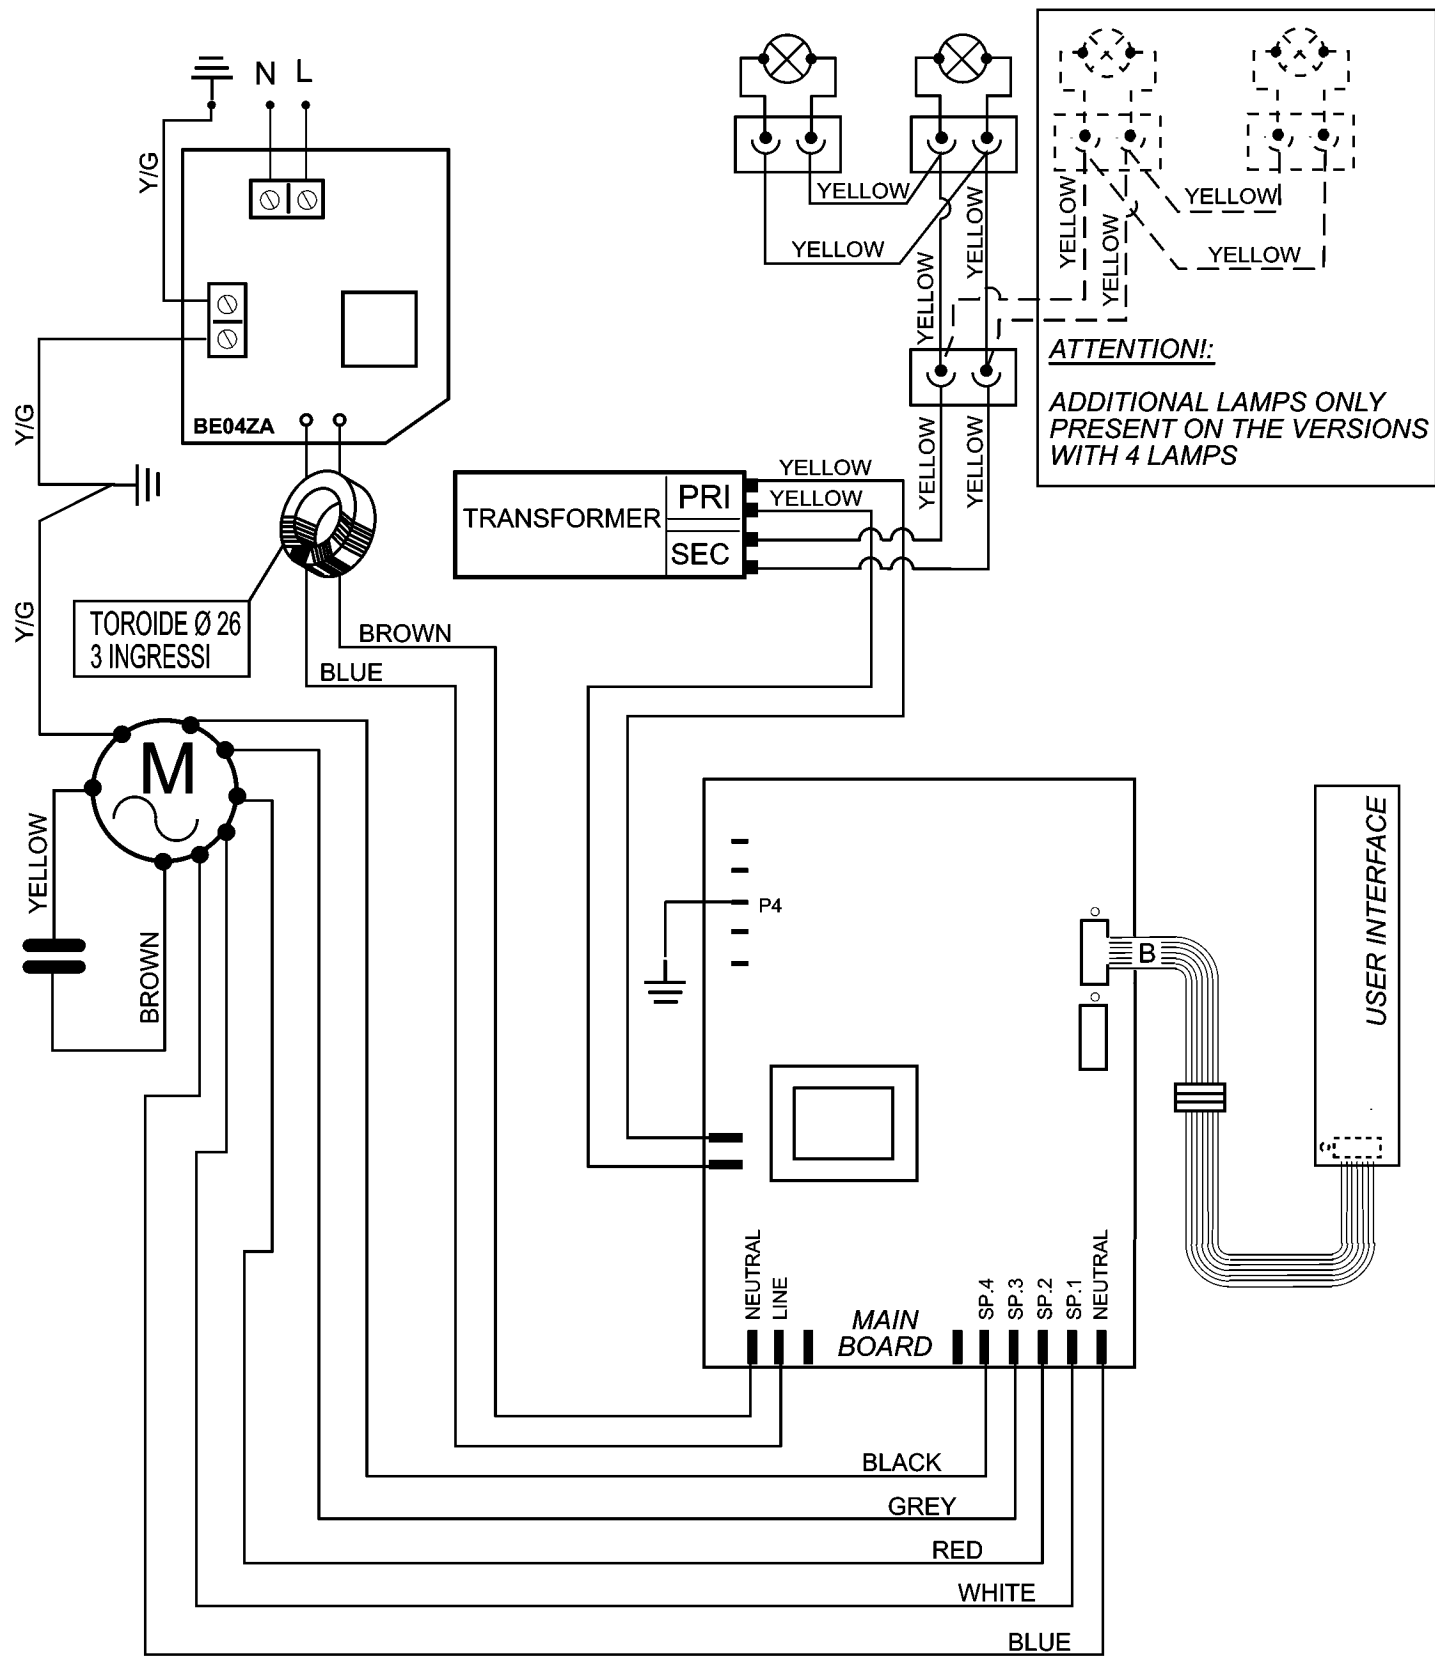 N L
Y/G
YELLOW
YELLOW
YELLOW
YELLOW
YELLOW
YELLOW
YELLOW
YELLOW
ATTENTION!:
ADDITIONAL LAMPS ONLY
PRESENT ON THE VERSIONS
WITH 4 LAMPS
BE04ZA
Y/G
YELLOW
YELLOW
YELLOW
YELLOW
TRANSFORMER
PRI
SEC
TOROIDE Ø 26
3 INGRESSI
Y/G
BROWN
BLUE
M
YELLOW
BROWN
P4
B
USER INTERFACE
NEUTRAL
LINE
MAIN
BOARD
SP.4
SP.3
SP.2
SP.1
NEUTRAL
BLACK
GREY
RED
WHITE
BLUE